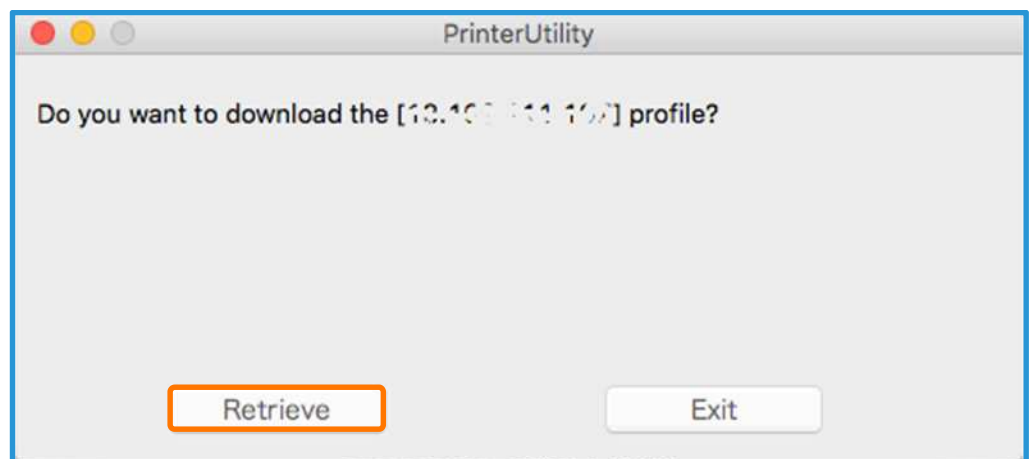 PrinterUtility
Do you want to download the [] profile?
Retrieve
Exit